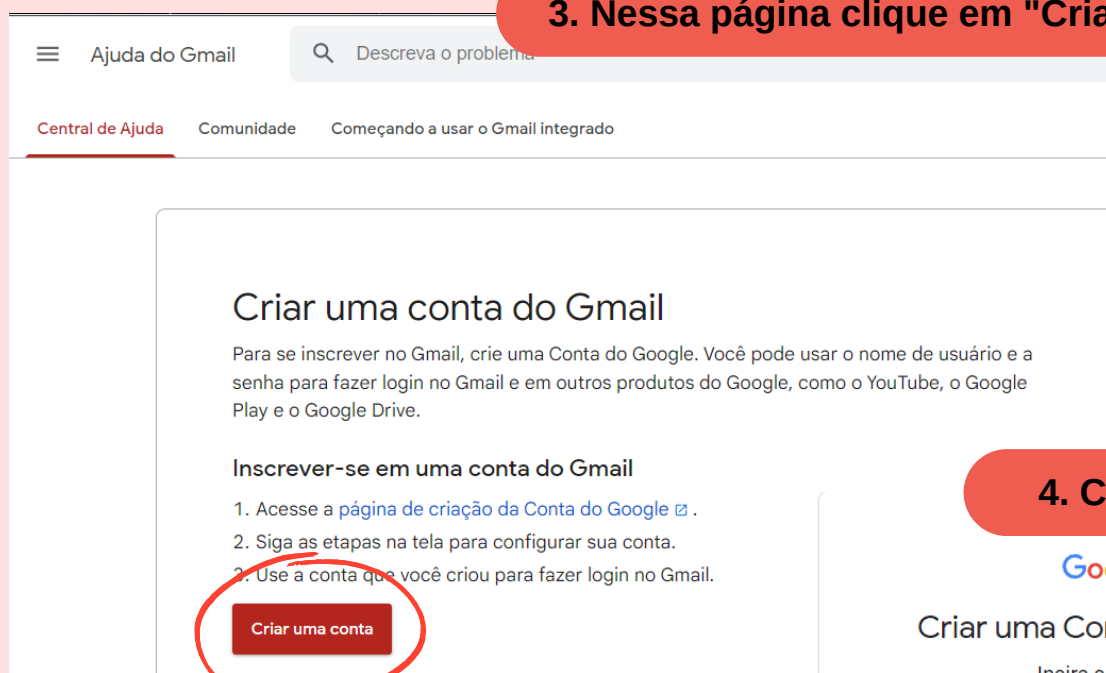 3. Nessa página clique em "Cria
Ajuda do Gmail
Descreva o problema
Central de Ajuda
Comunidade
Começando a usar o Gmail integrado
Criar uma conta do Gmail
Para se inscrever no Gmail, crie uma Conta do Google. Você pode usar o nome de usuário e a
senha para fazer login no Gmail e em outros produtos do Google, como o YouTube, o Google
Play e o Google Drive.
Inscrever-se em uma conta do Gmail
1. Acesse a página de criação da Conta do Google .
2. Siga as etapas na tela para configurar sua conta.
3. Use a conta que você criou para fazer login no Gmail.
Criar uma conta
4. C
Goo
Criar uma Con